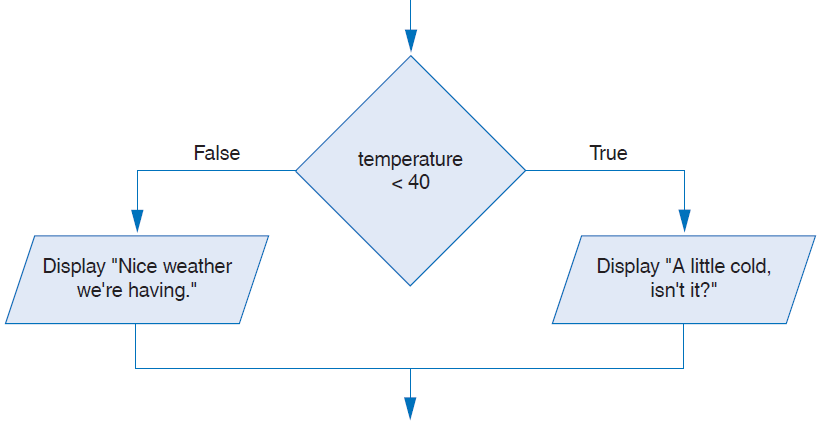 False
temperature
< 40
True
Display "Nice weather
we're having."
Display "A little cold,
isn't it?"